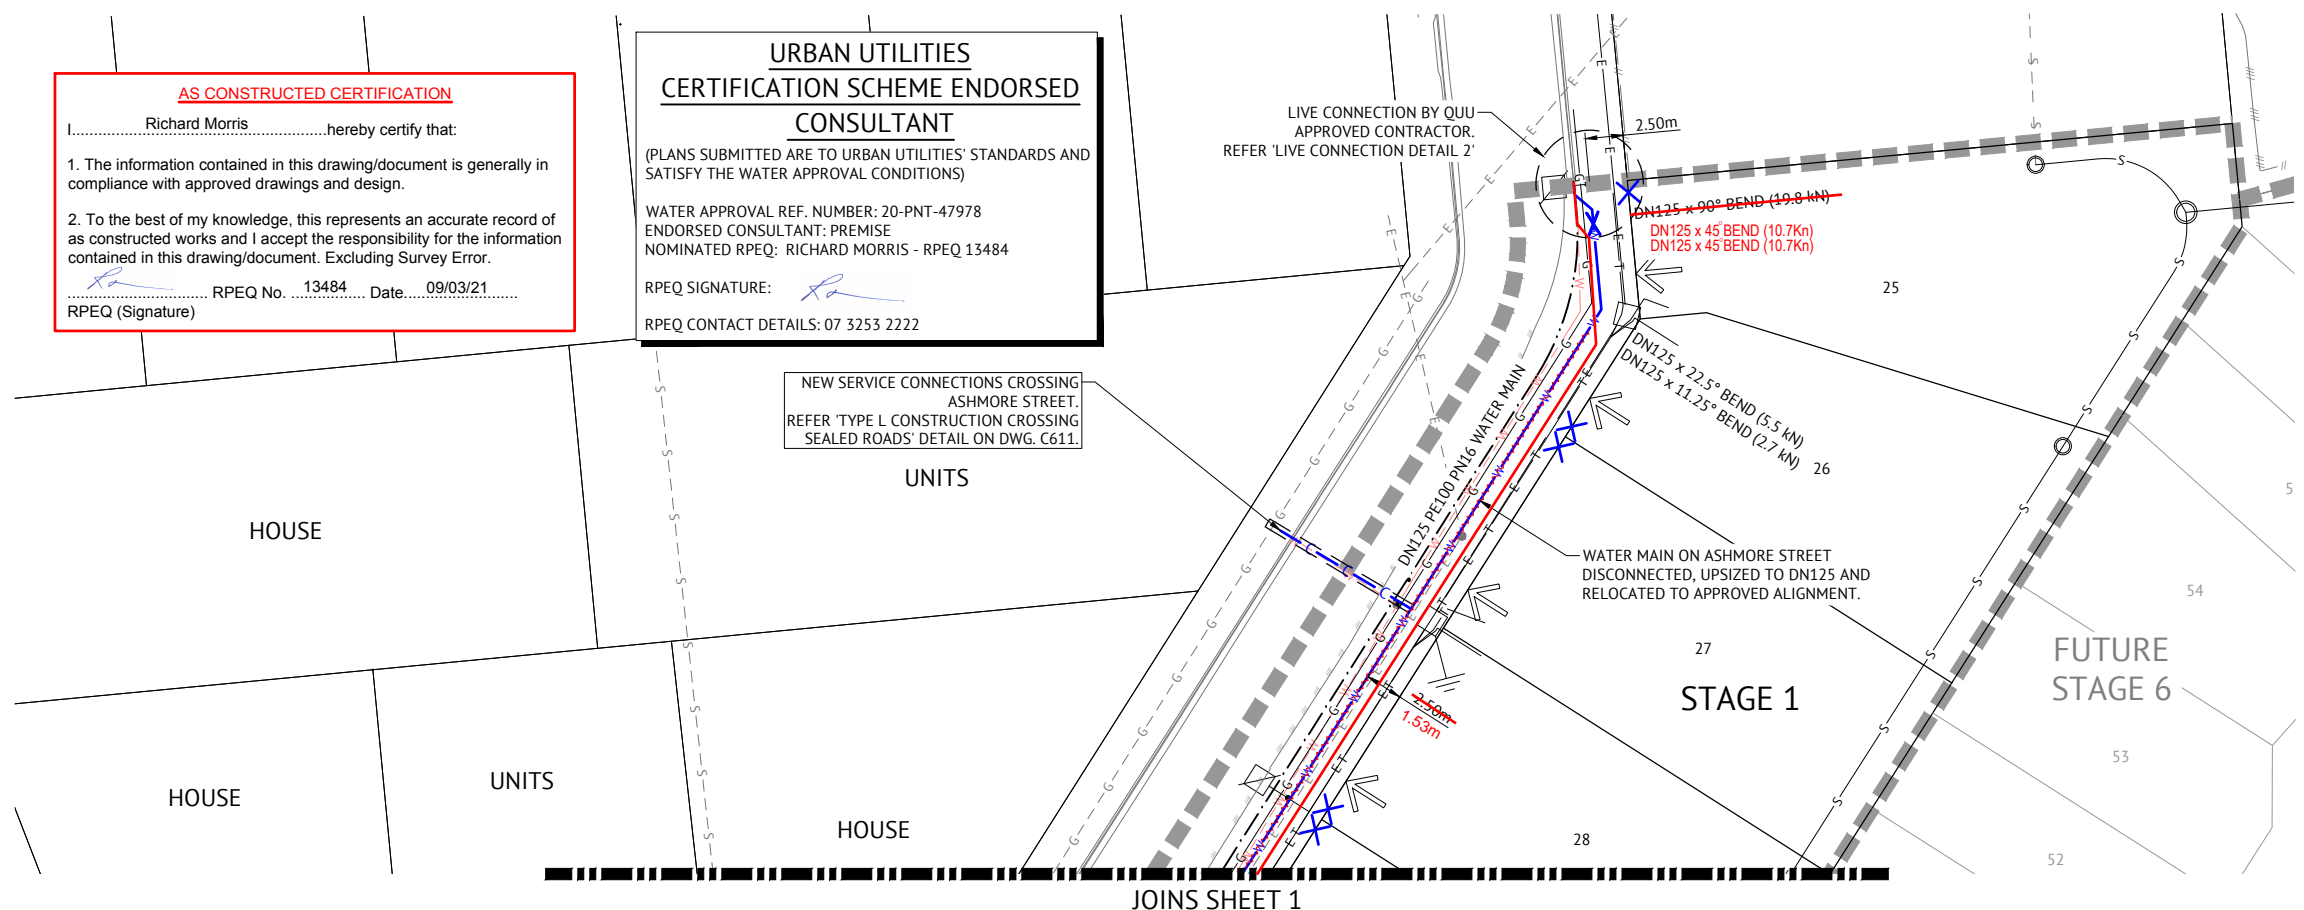 AS CONSTRUCTED CERTIFICATION
I......................Richard Morris......................hereby certify that:
1. The information contained in this drawing/document is generally in
compliance with approved drawings and design.
2. To the best of my knowledge, this represents an accurate record of
as constructed works and I accept the responsibility for the information
contained in this drawing/document. Excluding Survey Error.
.................................. RPEQ No. ...13484... Date.....09/03/21.......
RPEQ (Signature)
URBAN UTILITIES
CERTIFICATION SCHEME ENDORSED
CONSULTANT
(PLANS SUBMITTED ARE TO URBAN UTILITIES' STANDARDS AND
SATISFY THE WATER APPROVAL CONDITIONS)
WATER APPROVAL REF. NUMBER: 20-PNT-47978
ENDORSED CONSULTANT: PREMISE
NOMINATED RPEQ: RICHARD MORRIS - RPEQ 13484
RPEQ SIGNATURE:
RPEQ CONTACT DETAILS: 07 3253 2222
LIVE CONNECTION BY QUU
APPROVED CONTRACTOR.
REFER 'LIVE CONNECTION DETAIL 2'
2.50m
DN125 x 90° BEND (19.8 kN)
DN125 x 45° BEND (10.7Kn)
DN125 x 45° BEND (10.7Kn)
25
DN125 x 22.5° BEND (5.5 kN)
DN125 x 11.25° BEND (2.7 kN)
26
NEW SERVICE CONNECTIONS CROSSING
ASHMORE STREET.
REFER 'TYPE L CONSTRUCTION CROSSING
SEALED ROADS' DETAIL ON DWG. C611.
DN125 PE100 PN16 WATER MAIN
UNITS
HOUSE
5
WATER MAIN ON ASHMORE STREET
DISCONNECTED, UPSIZED TO DN125 AND
RELOCATED TO APPROVED ALIGNMENT.
54
27
FUTURE
STAGE 6
STAGE 1
2.50m
1.53m
53
UNITS
HOUSE
HOUSE
28
52
JOINS SHEET 1